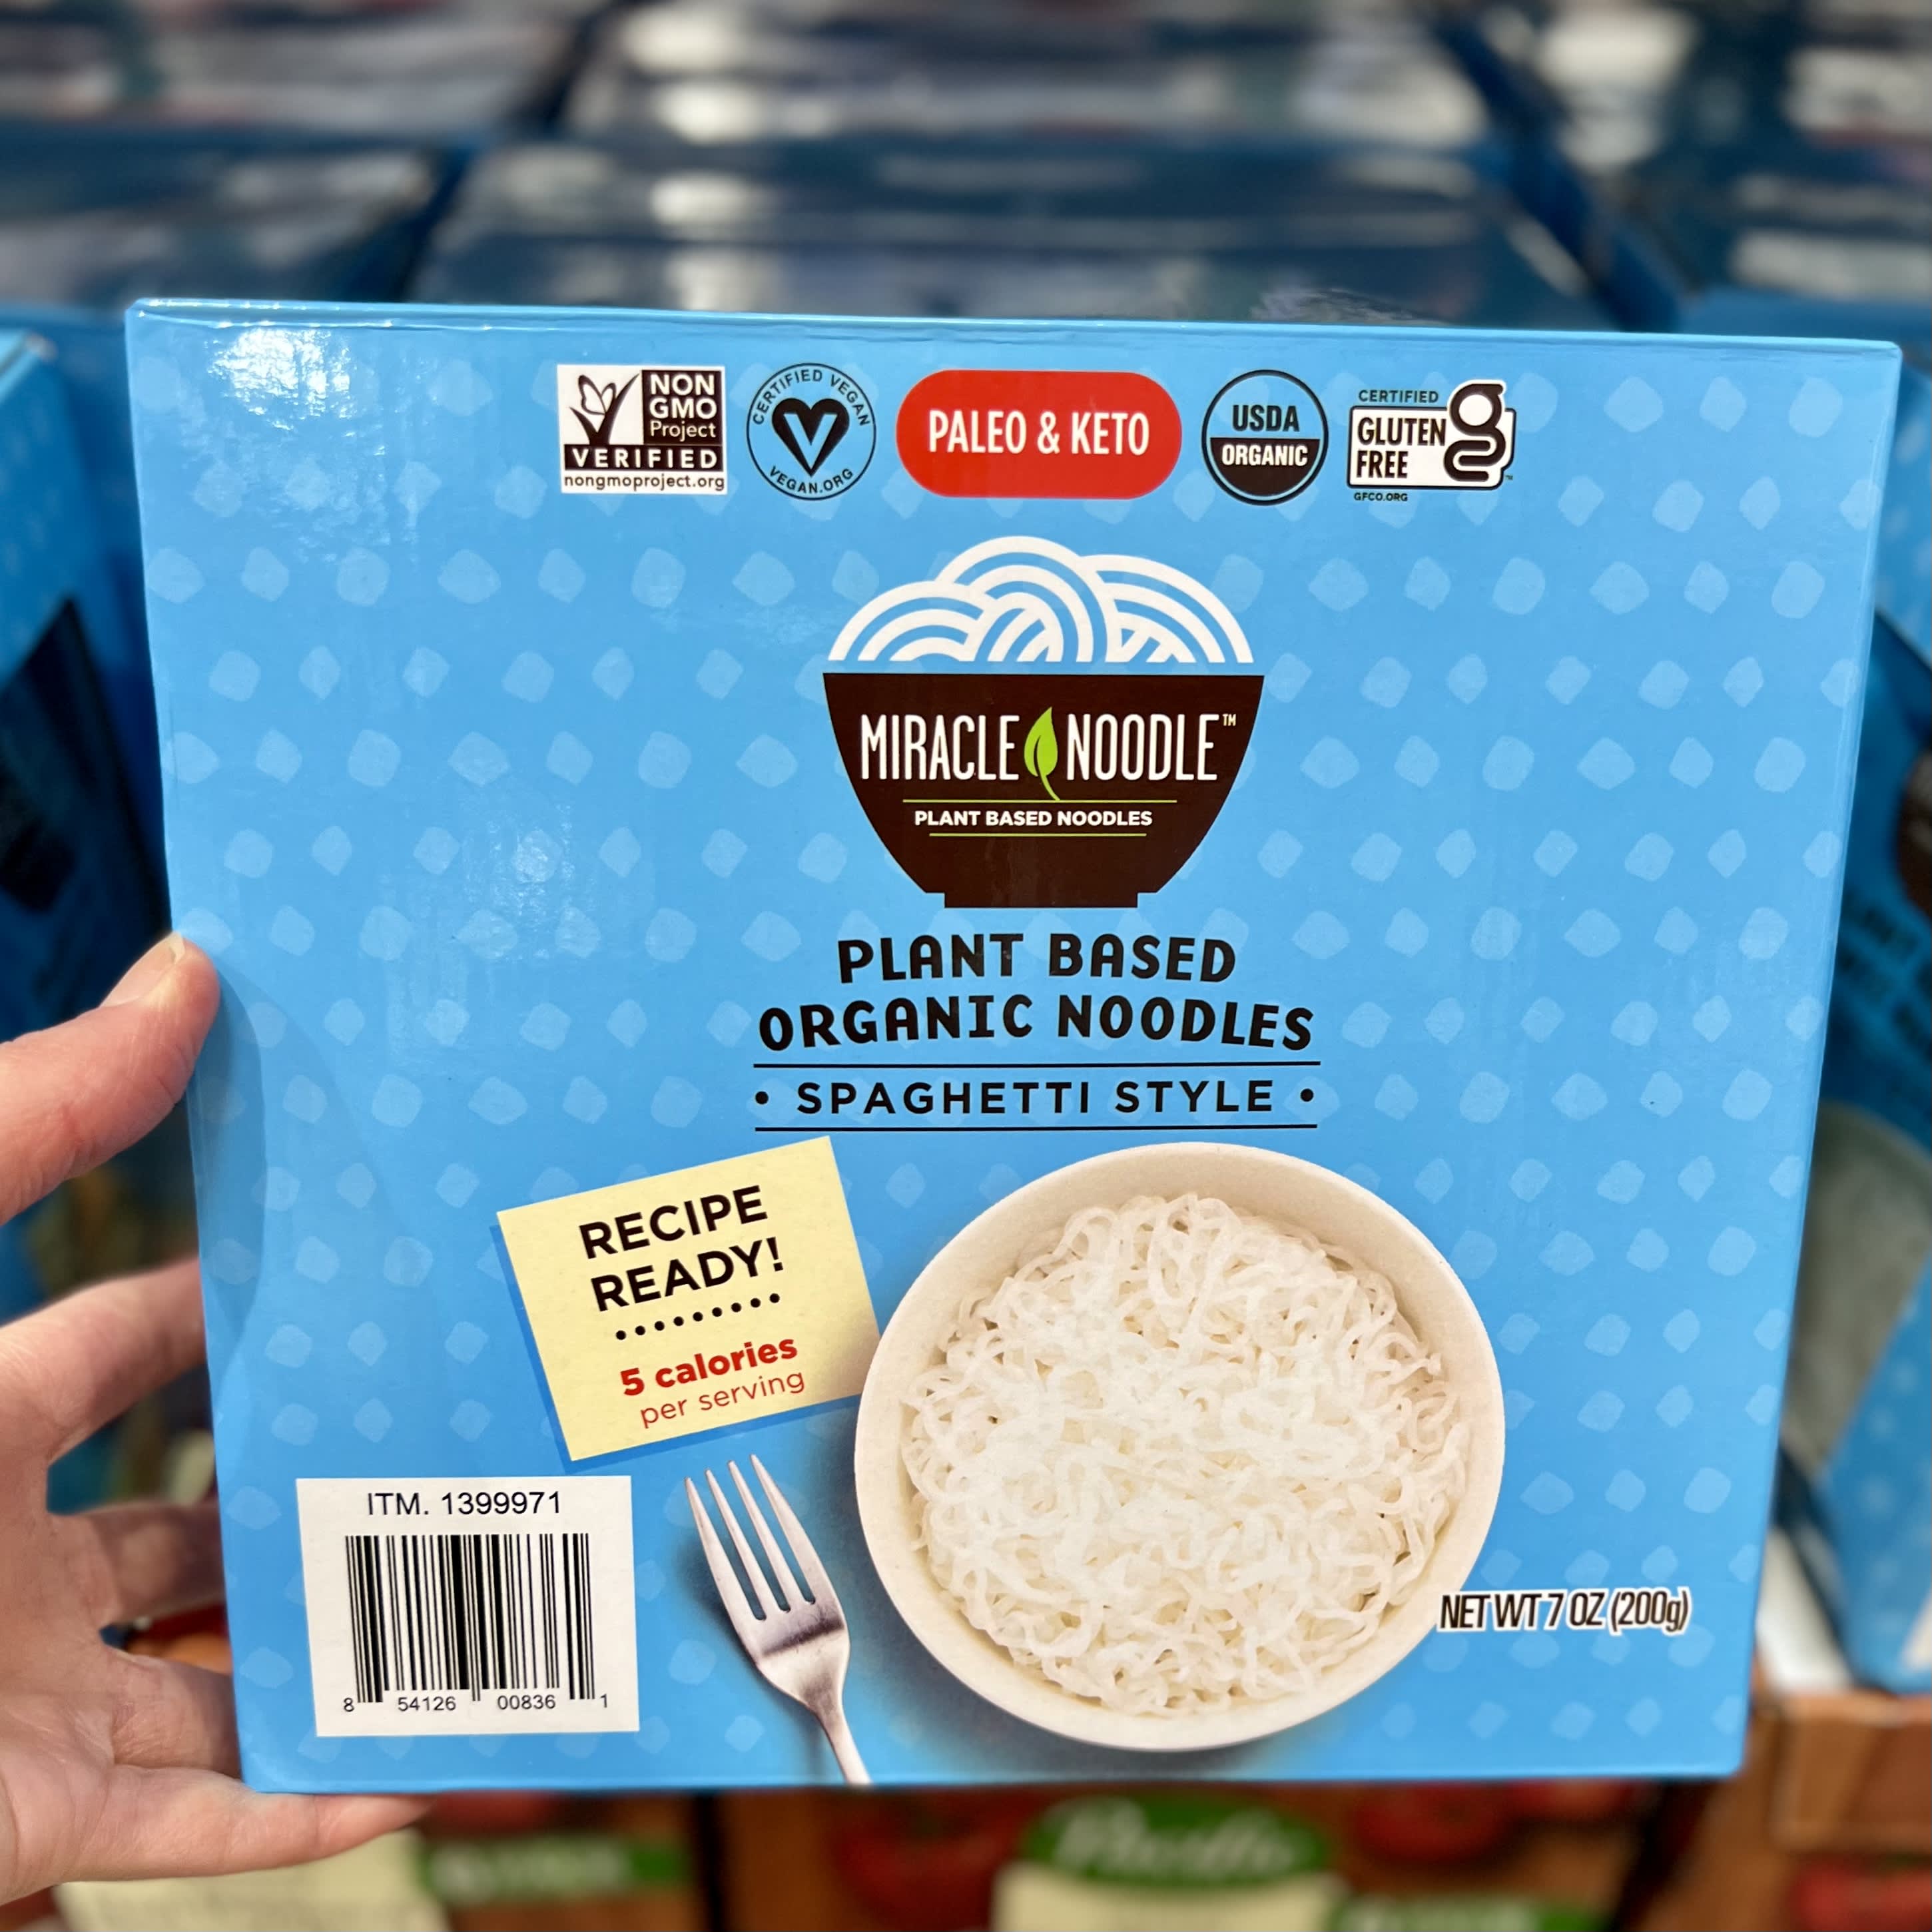 NON
GMO
Project
VERIFIED
nongmoproject.org
CERTIFIED VEGAN
VEGAN.ORG
PALEO & KETO
USDA
ORGANIC
CERTIFIED
GLUTEN
FREE
GFCO.ORG
MIRACLE NOODLE™
PLANT BASED NOODLES
PLANT BASED
ORGANIC NOODLES
• SPAGHETTI STYLE •
RECIPE
READY!
5 calories
per serving
ITM. 1399971
8 54126 00836 1
NET WT 7 OZ (200g)